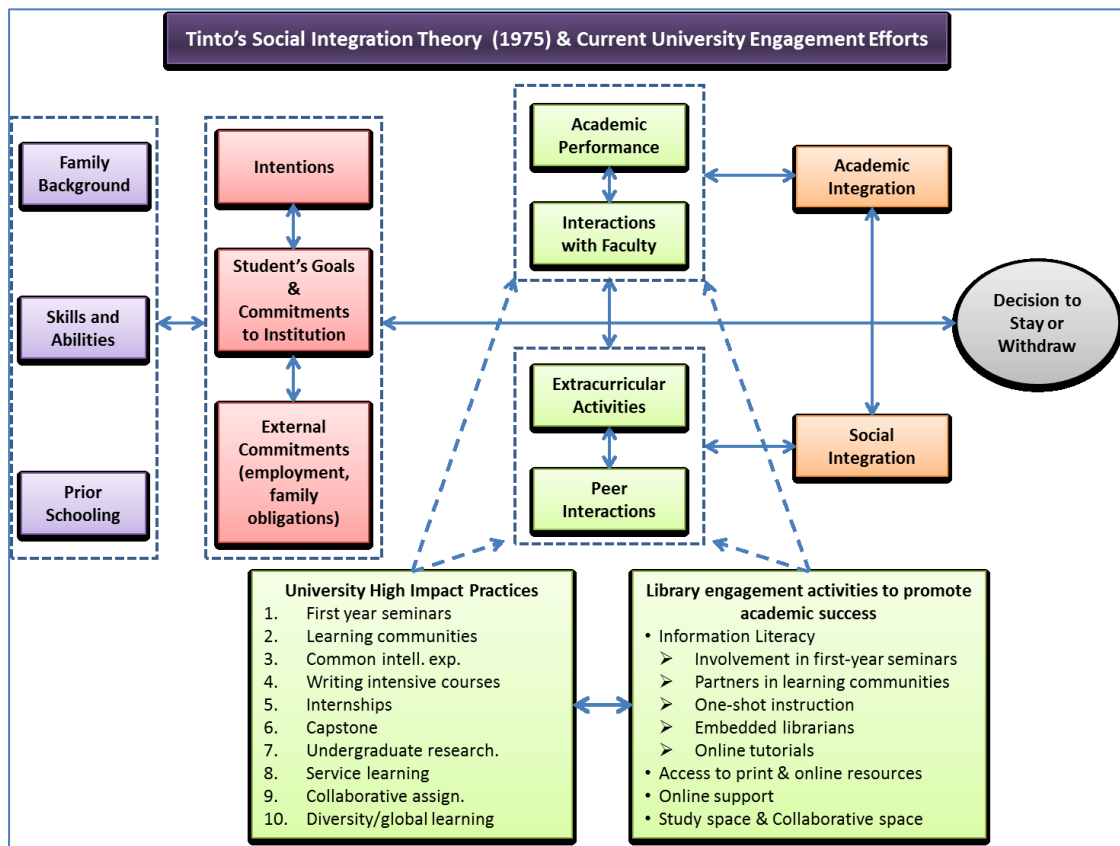 Tinto's Social Integration Theory (1975) & Current University Engagement Efforts
Family
Background
Skills and
Abilities
Prior
Schooling
Intentions
Student's Goals
&
Commitments
to Institution
External
Commitments
(employment,
family
obligations)
Academic
Performance
Interactions
with Faculty
Extracurricular
Activities
Peer
Interactions
Academic
Integration
Social
Integration
Decision to
Stay or
Withdraw
University High Impact Practices
1. First year seminars
2. Learning communities
3. Common intell. exp.
4. Writing intensive courses
5. Internships
6. Capstone
7. Undergraduate research.
8. Service learning
9. Collaborative assign.
10. Diversity/global learning
Library engagement activities to promote
academic success
• Information Literacy
➢ Involvement in first-year seminars
➢ Partners in learning communities
➢ One-shot instruction
➢ Embedded librarians
➢ Online tutorials
• Access to print & online resources
• Online support
• Study space & Collaborative space